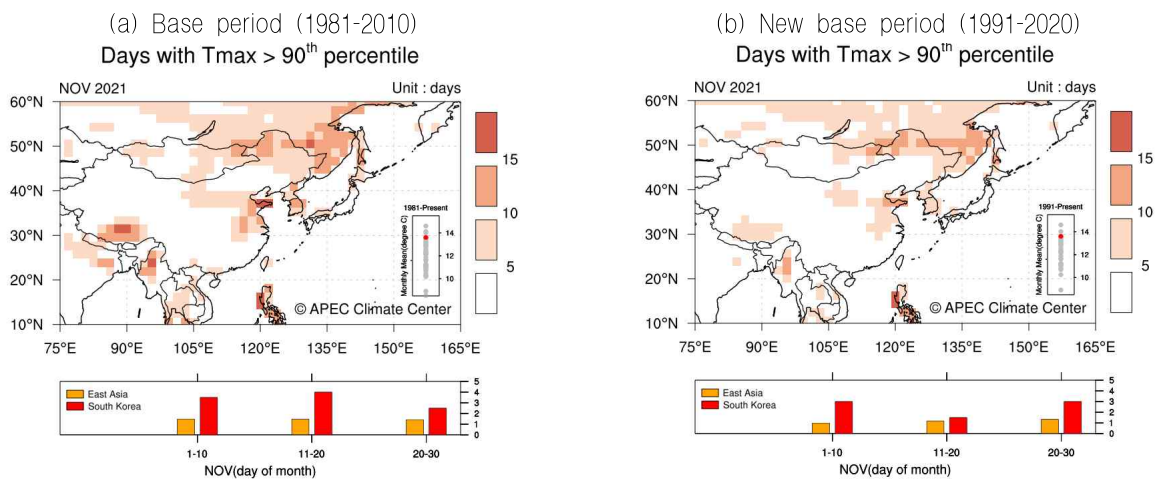 (a) Base period (1981-2010)
Days with Tmax > 90th percentile
NOV 2021 Unit : days
60°N
50°N
40°N
30°N
20°N
10°N
75°E 90°E 105°E 120°E 135°E 150°E 165°E
15
10
5
1981-Present
Monthly Mean(degree C)
14
12
10
© APEC Climate Center
East Asia
South Korea
5
4
3
2
1
0
1-10 11-20 20-30
NOV(day of month)
(b) New base period (1991-2020)
Days with Tmax > 90th percentile
NOV 2021 Unit : days
60°N
50°N
40°N
30°N
20°N
10°N
75°E 90°E 105°E 120°E 135°E 150°E 165°E
15
10
5
1991-Present
Monthly Mean(degree C)
14
12
10
© APEC Climate Center
East Asia
South Korea
5
4
3
2
1
0
1-10 11-20 20-30
NOV(day of month)